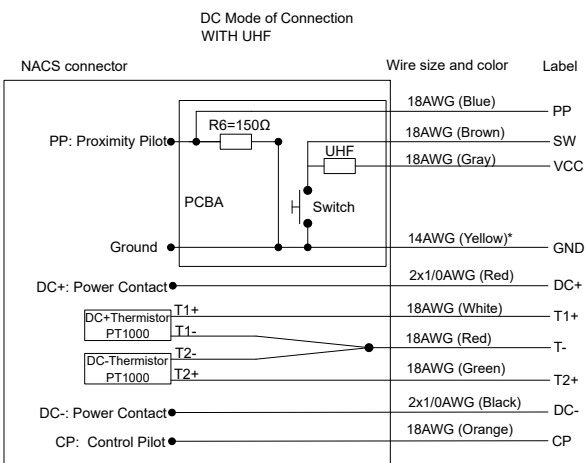 DC Mode of Connection
WITH UHF
NACS connector
Wire size and color
Label
18AWG (Blue)
PP
R6=150Ω
PP: Proximity Pilot
18AWG (Brown)
SW
UHF
18AWG (Gray)
VCC
PCBA
Switch
Ground
14AWG (Yellow)*
GND
2x1/0AWG (Red)
DC+: Power Contact
DC+
T1+
18AWG (White)
T1+
DC+Thermistor
PT1000
T1-
18AWG (Red)
T-
T2-
DC-Thermistor
PT1000
T2+
18AWG (Green)
T2+
2x1/0AWG (Black)
DC-: Power Contact
DC-
18AWG (Orange)
CP: Control Pilot
CP